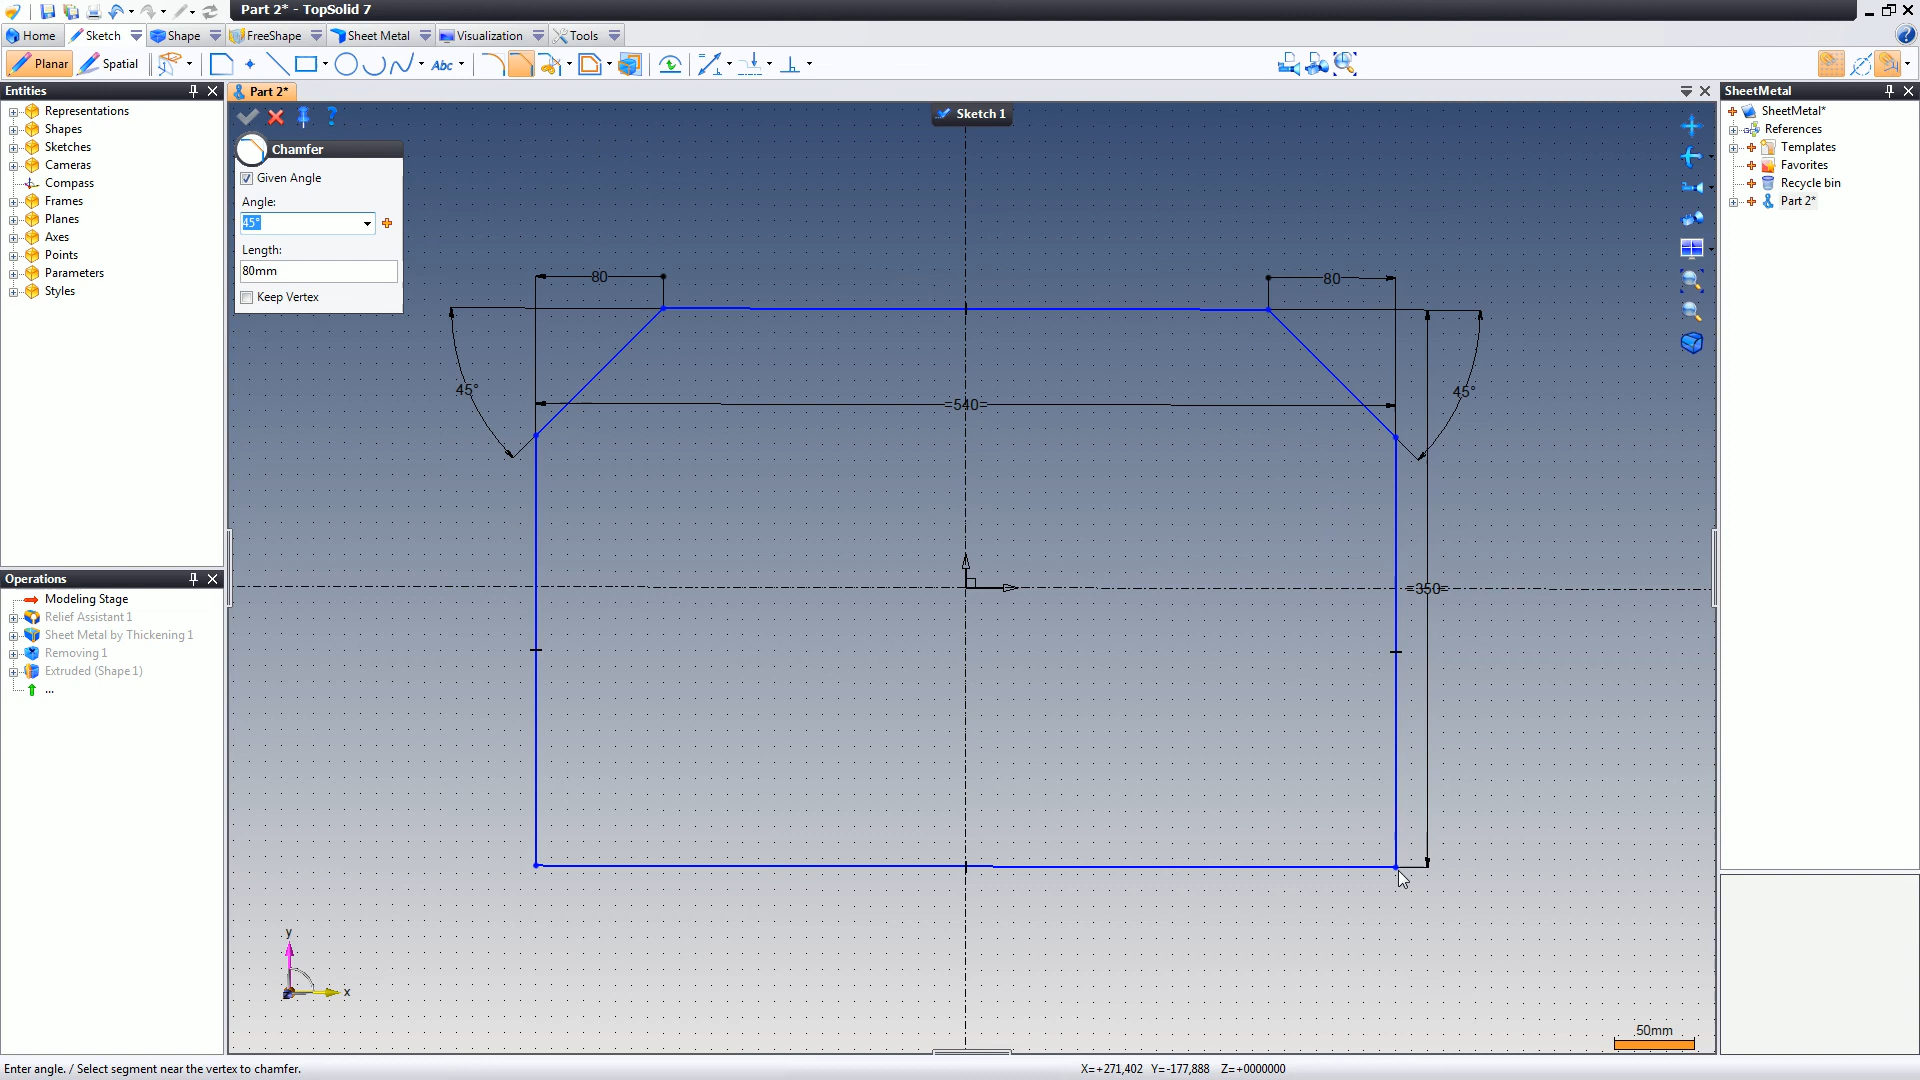 Part 2* - TopSolid 7
Home Sketch Shape FreeShape Sheet Metal Visualization Tools
Planar Spatial Abc
Entities
Part 2*
SheetMetal
Representations
Shapes
Sketches
Cameras
Compass
Frames
Planes
Axes
Points
Parameters
Styles
Chamfer
Given Angle
Angle:
45°
Length:
80mm
Keep Vertex
Sketch 1
SheetMetal*
References
Templates
Favorites
Recycle bin
Part 2*
80
80
45°
45°
=540=
=350=
Operations
Modeling Stage
Relief Assistant 1
Sheet Metal by Thickening 1
Removing 1
Extruded (Shape 1)
...
y
x
50mm
Enter angle. / Select segment near the vertex to chamfer.
X=+271,402 Y=-177,888 Z=+0000000